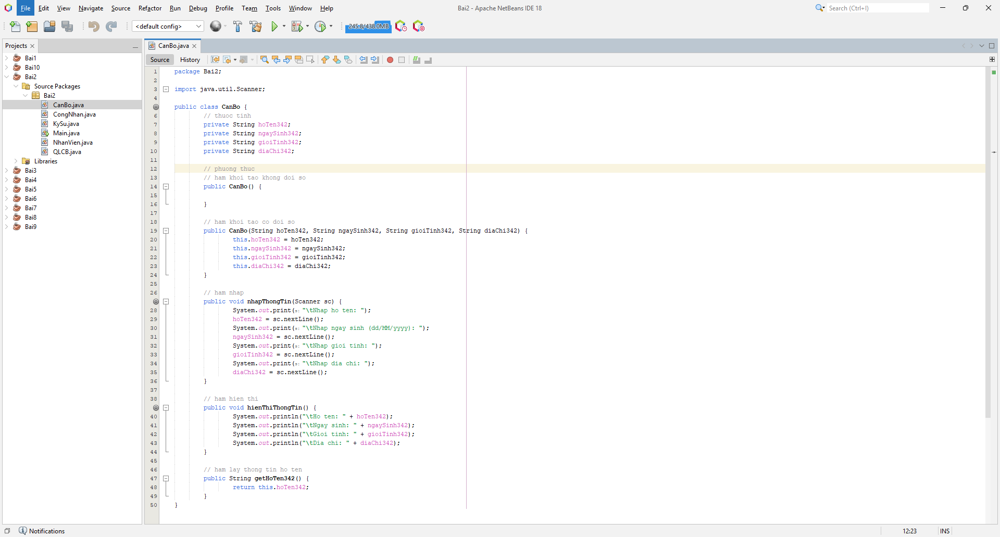 File Edit View Navigate Source Refactor Run Debug Profile Team Tools Window Help
Bai2 - Apache NetBeans IDE 18
Search (Ctrl+I)
<default config>
245.8/438.0MB
Projects
CanBo.java
Bai1
Bai10
Bai2
Source Packages
Bai2
CanBo.java
CongNhan.java
KySu.java
Main.java
NhanVien.java
QLCB.java
Libraries
Bai3
Bai4
Bai5
Bai6
Bai7
Bai8
Bai9
Source History
1 package Bai2;
2
3 import java.util.Scanner;
4
public class CanBo {
6 // thuoc tinh
7 private String hoTen342;
8 private String ngaySinh342;
9 private String gioiTinh342;
10 private String diaChi342;
11
12 // phuong thuc
13 // ham khoi tao khong doi so
14 public CanBo() {
15
16 }
17
18 // ham khoi tao co doi so
19 public CanBo(String hoTen342, String ngaySinh342, String gioiTinh342, String diaChi342) {
20 this.hoTen342 = hoTen342;
21 this.ngaySinh342 = ngaySinh342;
22 this.gioiTinh342 = gioiTinh342;
23 this.diaChi342 = diaChi342;
24 }
25
26 // ham nhap
public void nhapThongTin(Scanner sc) {
28 System.out.print(s: "\tNhap ho ten: ");
29 hoTen342 = sc.nextLine();
30 System.out.print(s: "\tNhap ngay sinh (dd/MM/yyyy): ");
31 ngaySinh342 = sc.nextLine();
32 System.out.print(s: "\tNhap gioi tinh: ");
33 gioiTinh342 = sc.nextLine();
34 System.out.print(s: "\tNhap dia chi: ");
35 diaChi342 = sc.nextLine();
36 }
37
38 // ham hien thi
public void hienThiThongTin() {
40 System.out.println("\tHo ten: " + hoTen342);
41 System.out.println("\tNgay sinh: " + ngaySinh342);
42 System.out.println("\tGioi tinh: " + gioiTinh342);
43 System.out.println("\tDia chi: " + diaChi342);
44 }
45
46 // ham lay thong tin ho ten
47 public String getHoTen342() {
48 return this.hoTen342;
49 }
50 }
Notifications
12:23 INS